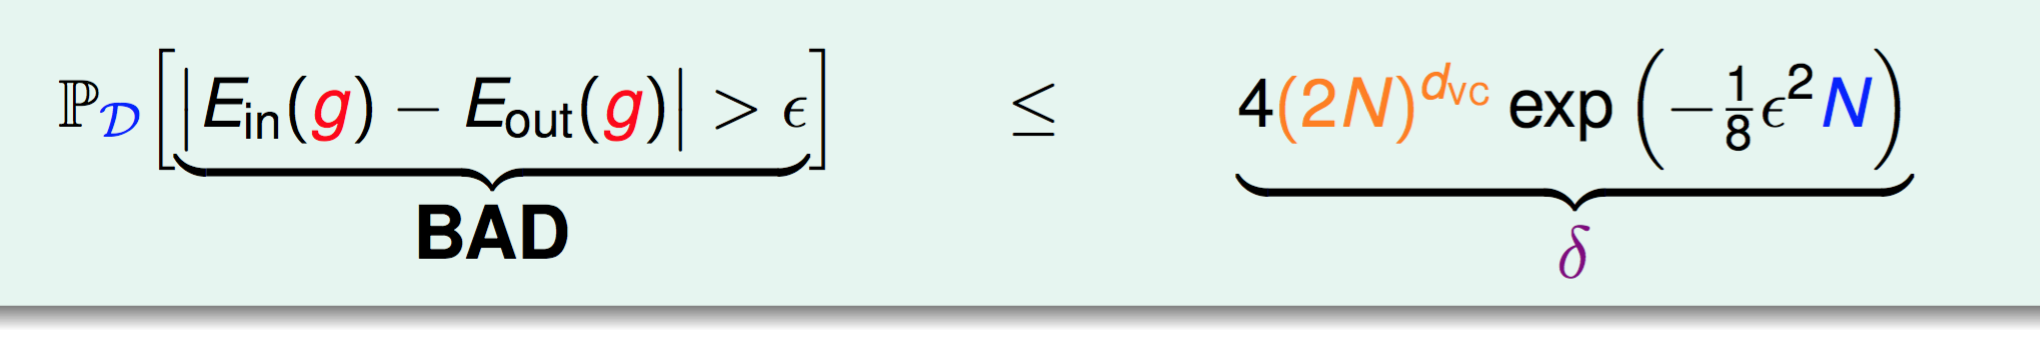 ℙ_𝒟[|E_in(g) − E_out(g)| > ϵ] ≤ 4(2N)^{d_VC} exp(−1/8 ϵ²N)
BAD
δ